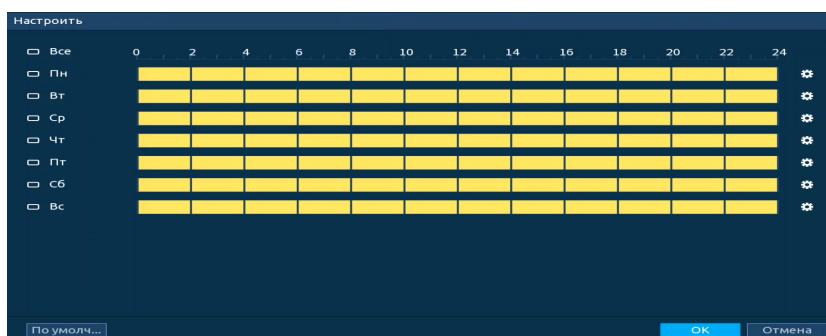 Настроить
Все 0 2 4 6 8 10 12 14 16 18 20 22 24
Пн
Вт
Ср
Чт
Пт
Сб
Вс
По умолч... OK Отмена